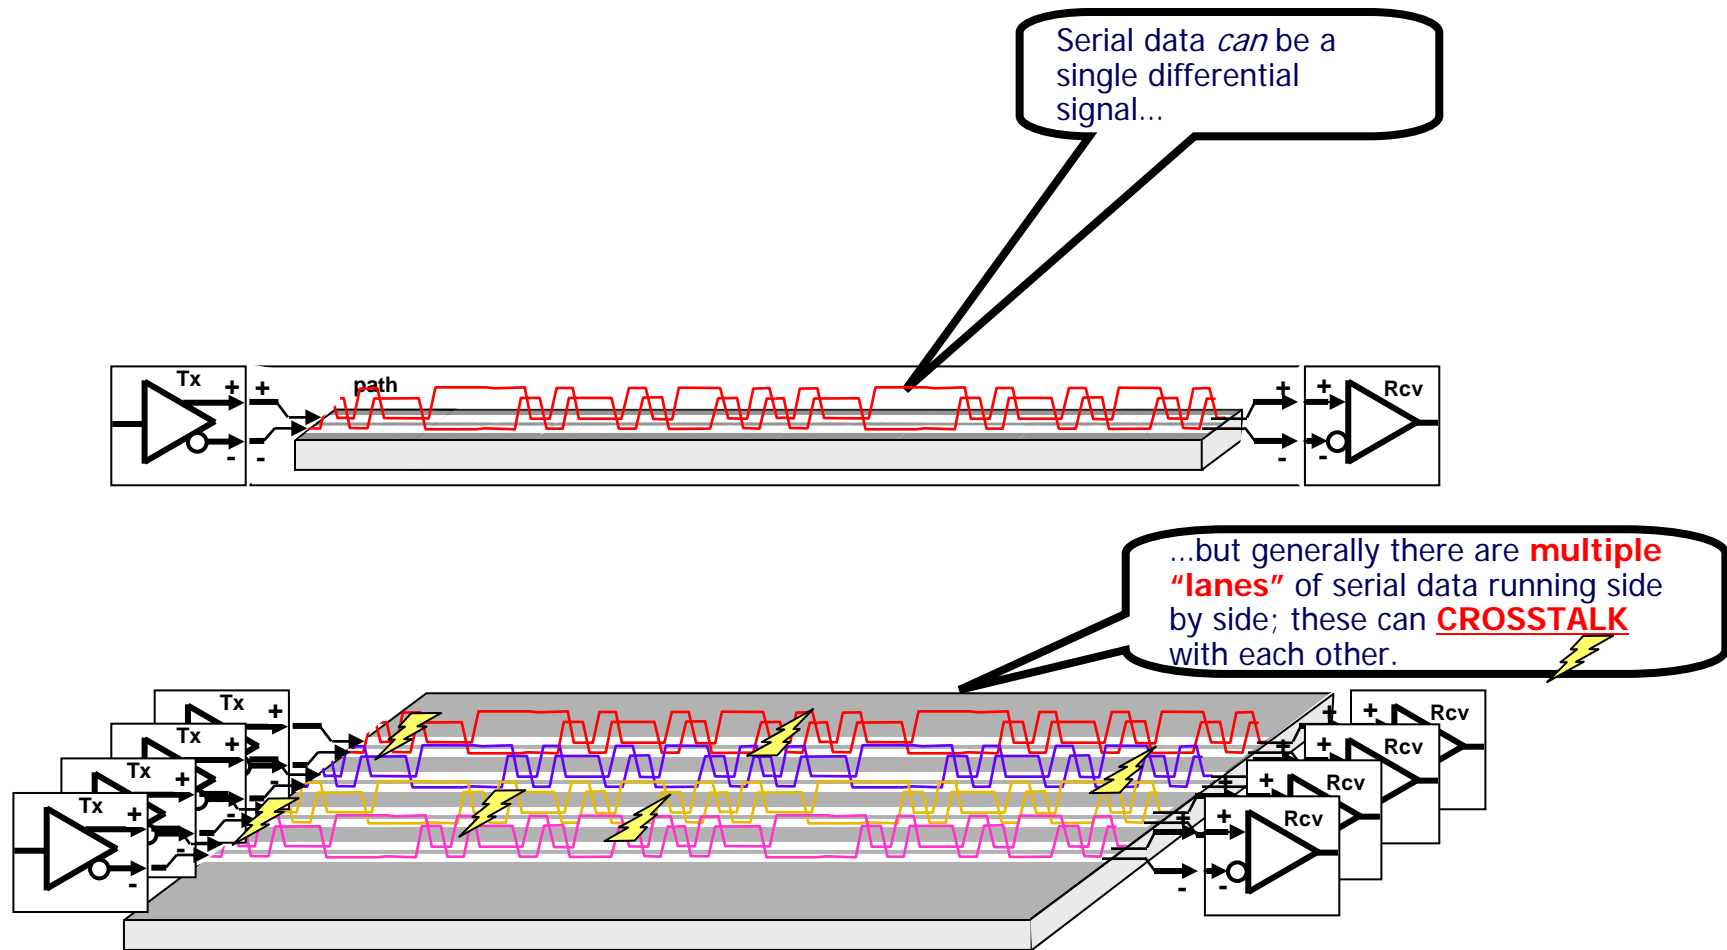 Serial data can be a
single differential
signal...
Tx
+
+
path
+
+
Rcv
-
-
-
-
...but generally there are multiple
“lanes” of serial data running side
by side; these can CROSSTALK
with each other.
Tx
+
+
+
Rcv
Tx
+
+
Rcv
Tx
+
+
Rcv
Tx
+
+
+
Rcv
-
-
-
-
-
-